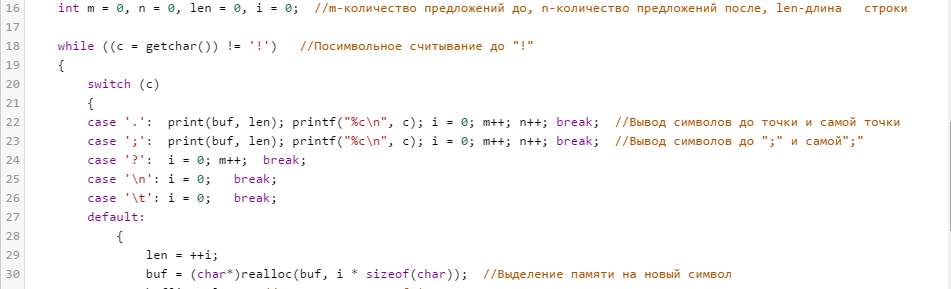 16 int m = 0, n = 0, len = 0, i = 0; //m-количество предложений до, n-количество предложений после, len-длина строки
17
18 while ((c = getchar()) != '!') //Посимвольное считывание до "!"
19 {
20 switch (c)
21 {
22 case '.': print(buf, len); printf("%c\n", c); i = 0; m++; n++; break; //Вывод символов до точки и самой точки
23 case ';': print(buf, len); printf("%c\n", c); i = 0; m++; n++; break; //Вывод символов до ";" и самой";"
24 case '?': i = 0; m++; break;
25 case '\n': i = 0; break;
26 case '\t': i = 0; break;
27 default:
28 {
29 len = ++i;
30 buf = (char*)realloc(buf, i * sizeof(char)); //Выделение памяти на новый символ